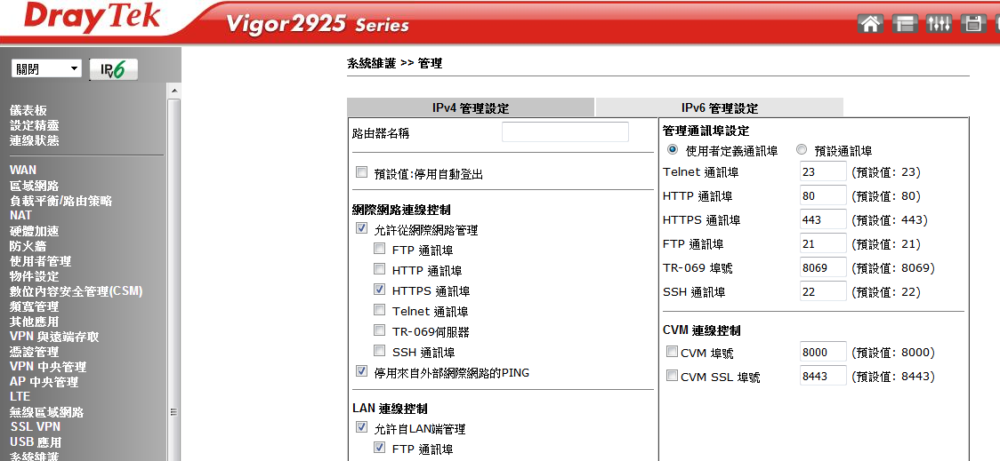 DrayTek
Vigor2925 Series
關閉
IPv6
儀表板
設定精靈
連線狀態
WAN
區域網路
負載平衡/路由策略
NAT
硬體加速
防火牆
使用者管理
物件設定
數位內容安全管理(CSM)
頻寬管理
其他應用
VPN 與遠端存取
憑證管理
VPN 中央管理
AP 中央管理
LTE
無線區域網路
SSL VPN
USB 應用
系統維護
系統維護 >> 管理
IPv4 管理設定
IPv6 管理設定
路由器名稱
預設值:停用自動登出
網際網路連線控制
允許從網際網路管理
FTP 通訊埠
HTTP 通訊埠
HTTPS 通訊埠
Telnet 通訊埠
TR-069伺服器
SSH 通訊埠
停用來自外部網際網路的PING
LAN 連線控制
允許自LAN端管理
FTP 通訊埠
管理通訊埠設定
使用者定義通訊埠 預設通訊埠
Telnet 通訊埠 23 (預設值: 23)
HTTP 通訊埠 80 (預設值: 80)
HTTPS 通訊埠 443 (預設值: 443)
FTP 通訊埠 21 (預設值: 21)
TR-069 埠號 8069 (預設值: 8069)
SSH 通訊埠 22 (預設值: 22)
CVM 連線控制
CVM 埠號 8000 (預設值: 8000)
CVM SSL 埠號 8443 (預設值: 8443)